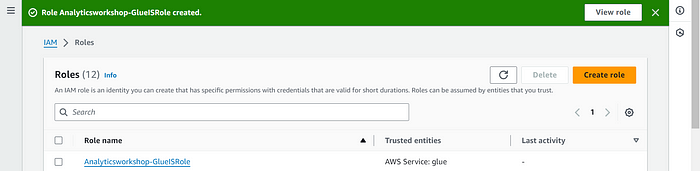 Role Analyticsworkshop-GlueISRole created. View role
IAM > Roles
Roles (12) Info Delete Create role
An IAM role is an identity you can create that has specific permissions with credentials that are valid for short durations. Roles can be assumed by entities that you trust.
Search 1
Role name Trusted entities Last activity
Analyticsworkshop-GlueISRole AWS Service: glue -